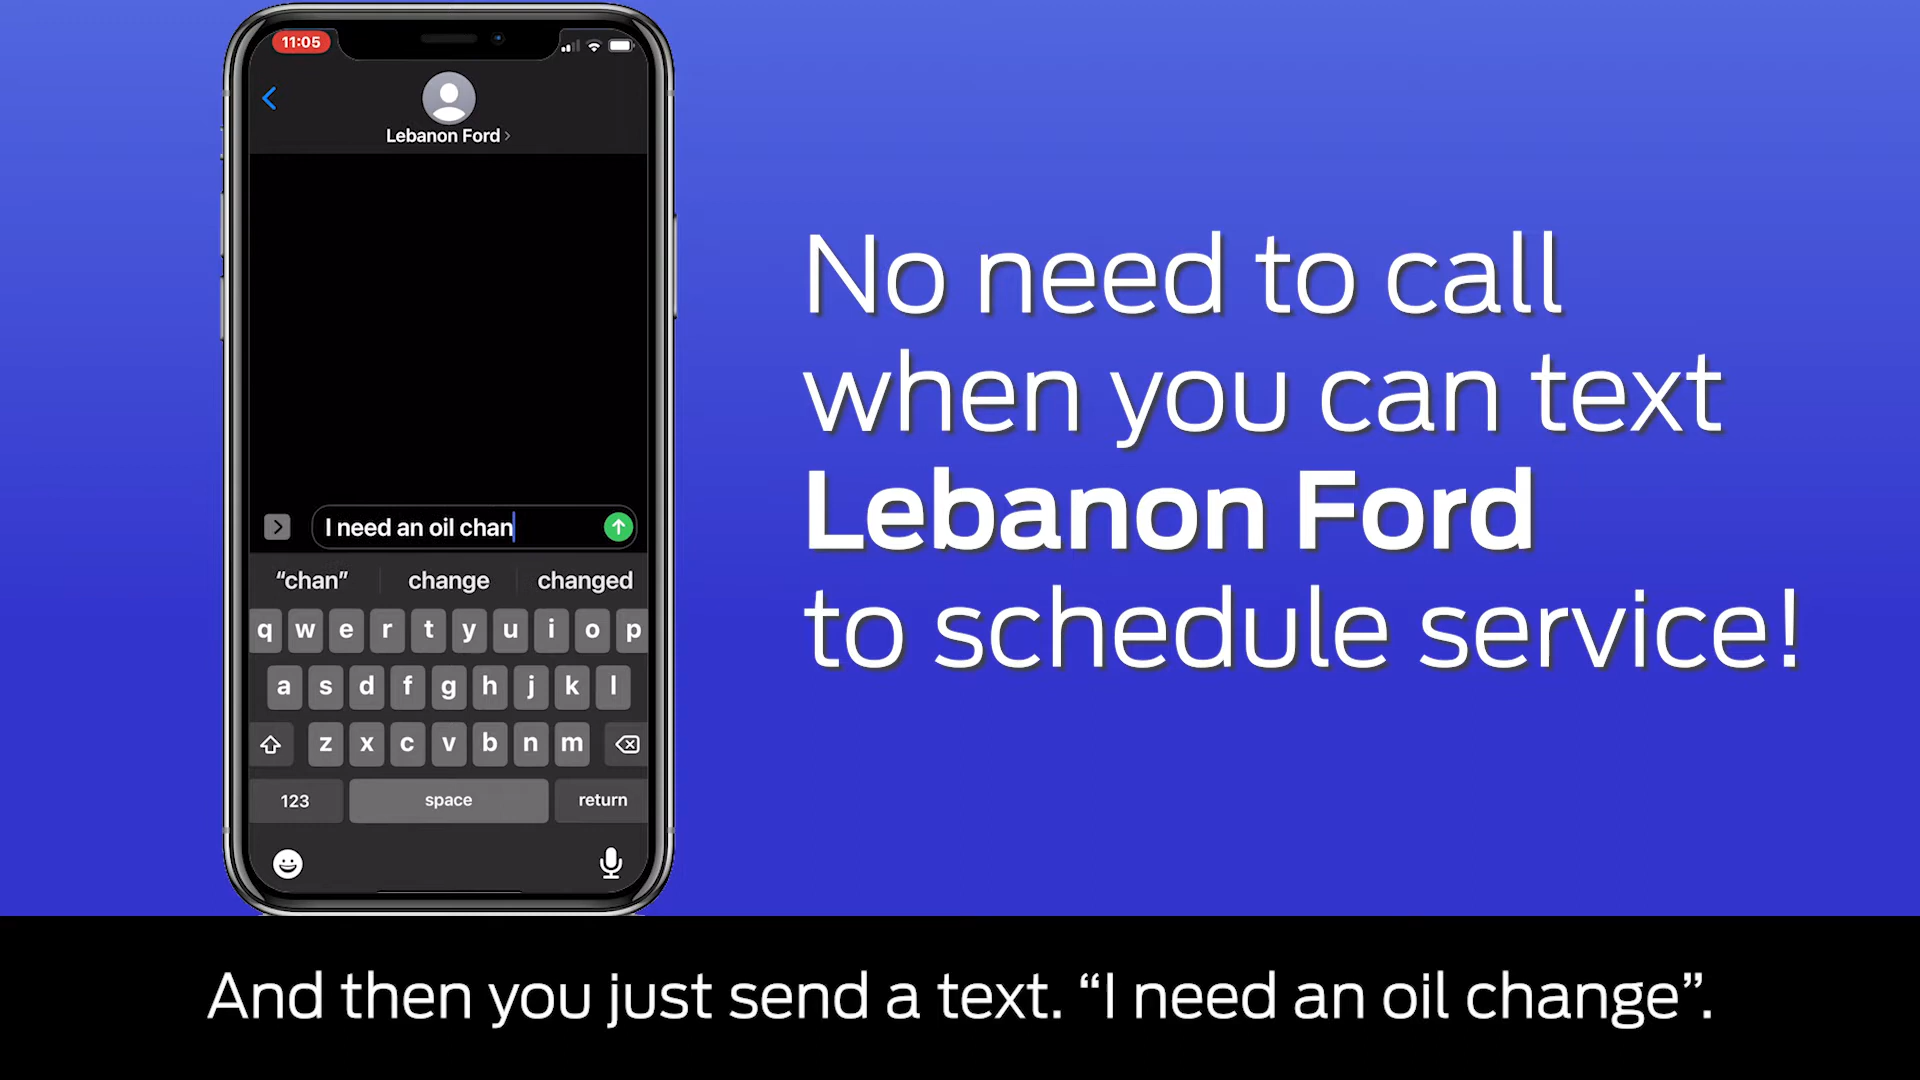 11:05
Lebanon Ford
I need an oil chan
“chan” change changed
q w e r t y u i o p
a s d f g h j k l
z x c v b n m
123 space return
No need to call
when you can text
Lebanon Ford
to schedule service!
And then you just send a text. “I need an oil change”.